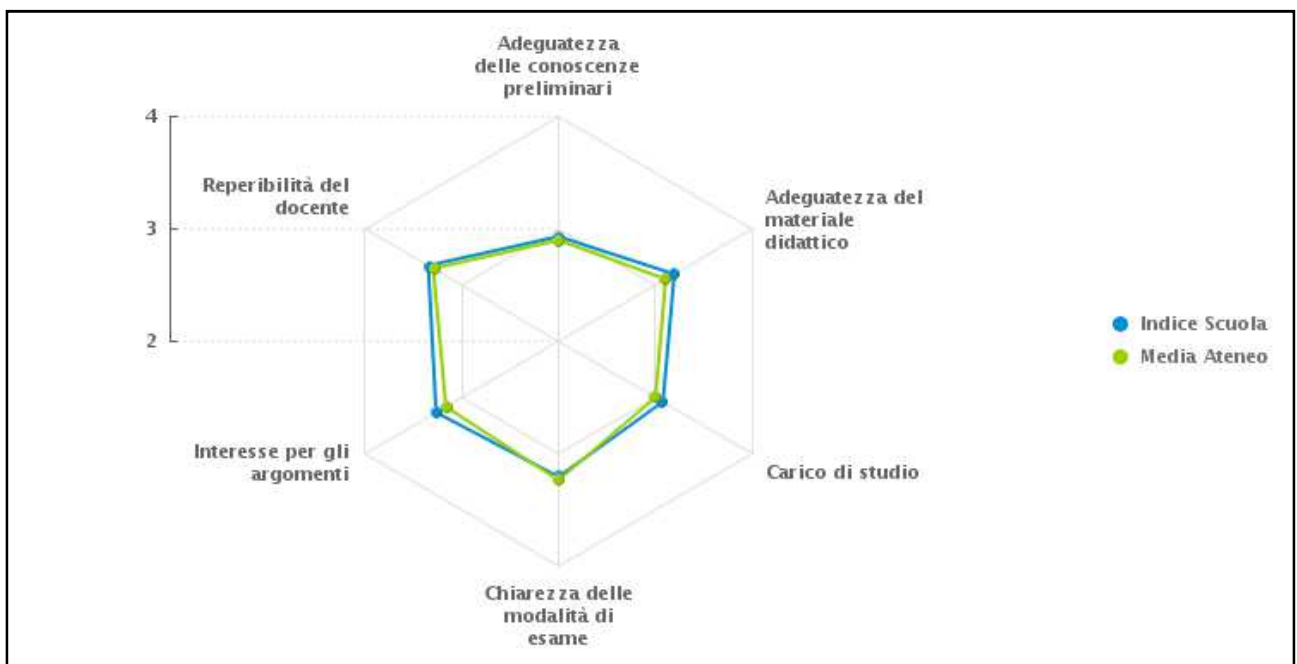 Adeguatezza
delle conoscenze
preliminari
4
Reperibilità del
docente
Adeguatezza del
materiale
didattico
3
2
Indice Scuola
Media Ateneo
Interesse per gli
argomenti
Carico di studio
Chiarezza delle
modalità di
esame